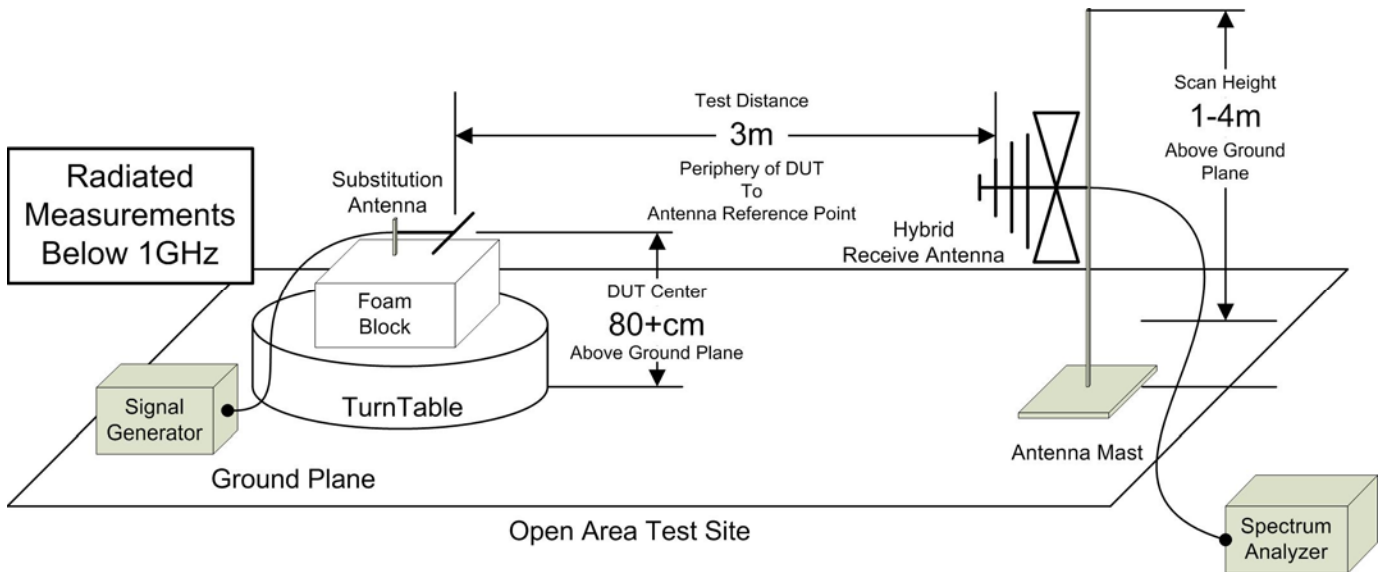 Radiated
Measurements
Below 1GHz
Substitution
Antenna
Test Distance
3m
Periphery of DUT
To
Antenna Reference Point
Hybrid
Receive Antenna
Scan Height
1-4m
Above Ground
Plane
Foam
Block
DUT Center
80+cm
Above Ground Plane
TurnTable
Signal
Generator
Ground Plane
Antenna Mast
Open Area Test Site
Spectrum
Analyzer